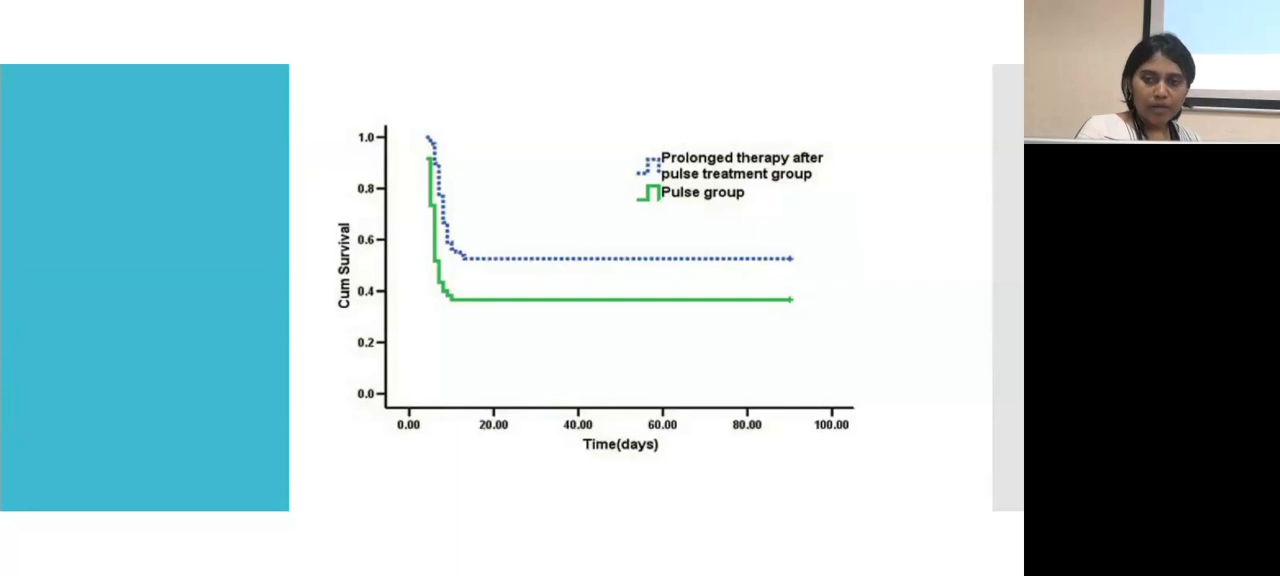 1.0
0.8
0.6
0.4
0.2
0.0
Cum Survival
Prolonged therapy after
pulse treatment group
Pulse group
0.00 20.00 40.00 60.00 80.00 100.00
Time(days)